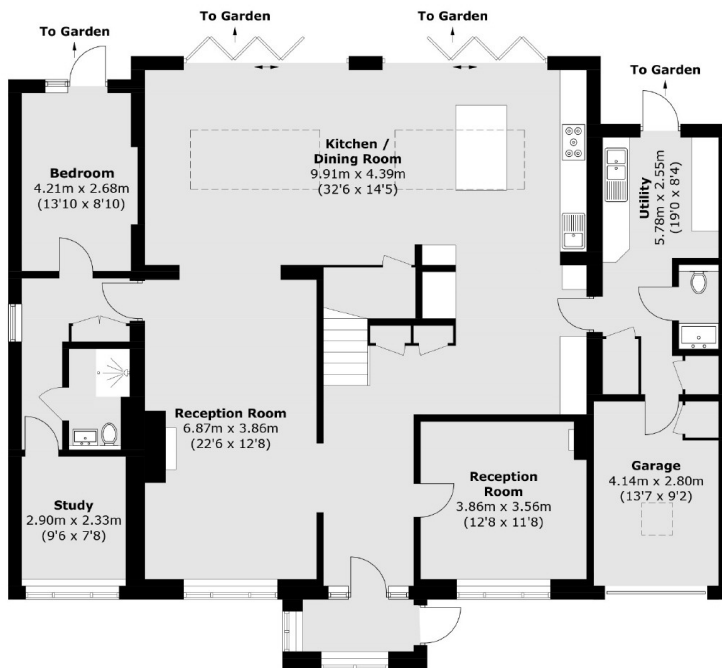 To Garden
To Garden
To Garden
To Garden
Bedroom
4.21m x 2.68m
(13'10 x 8'10)
Kitchen /
Dining Room
9.91m x 4.39m
(32'6 x 14'5)
Utility
5.78m x 2.55m
(19'0 x 8'4)
Reception Room
6.87m x 3.86m
(22'6 x 12'8)
Reception
Room
3.86m x 3.56m
(12'8 x 11'8)
Garage
4.14m x 2.80m
(13'7 x 9'2)
Study
2.90m x 2.33m
(9'6 x 7'8)